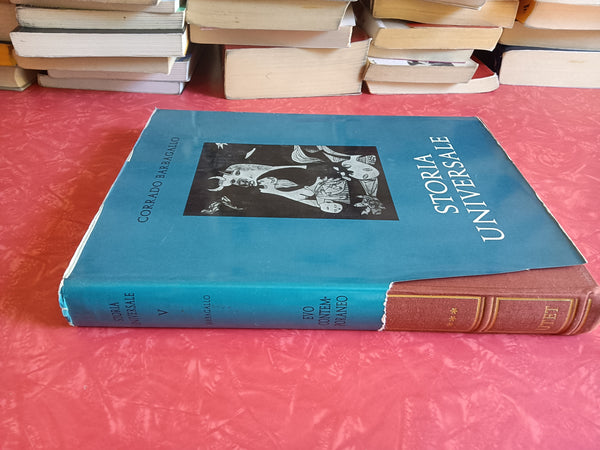 CORRADO BARBAGALLO
STORIA
UNIVERSALE
STORIA
UNIVERSALE
V
BARBAGALLO
EVO
CONTEM-
PORANEO
***
UTET